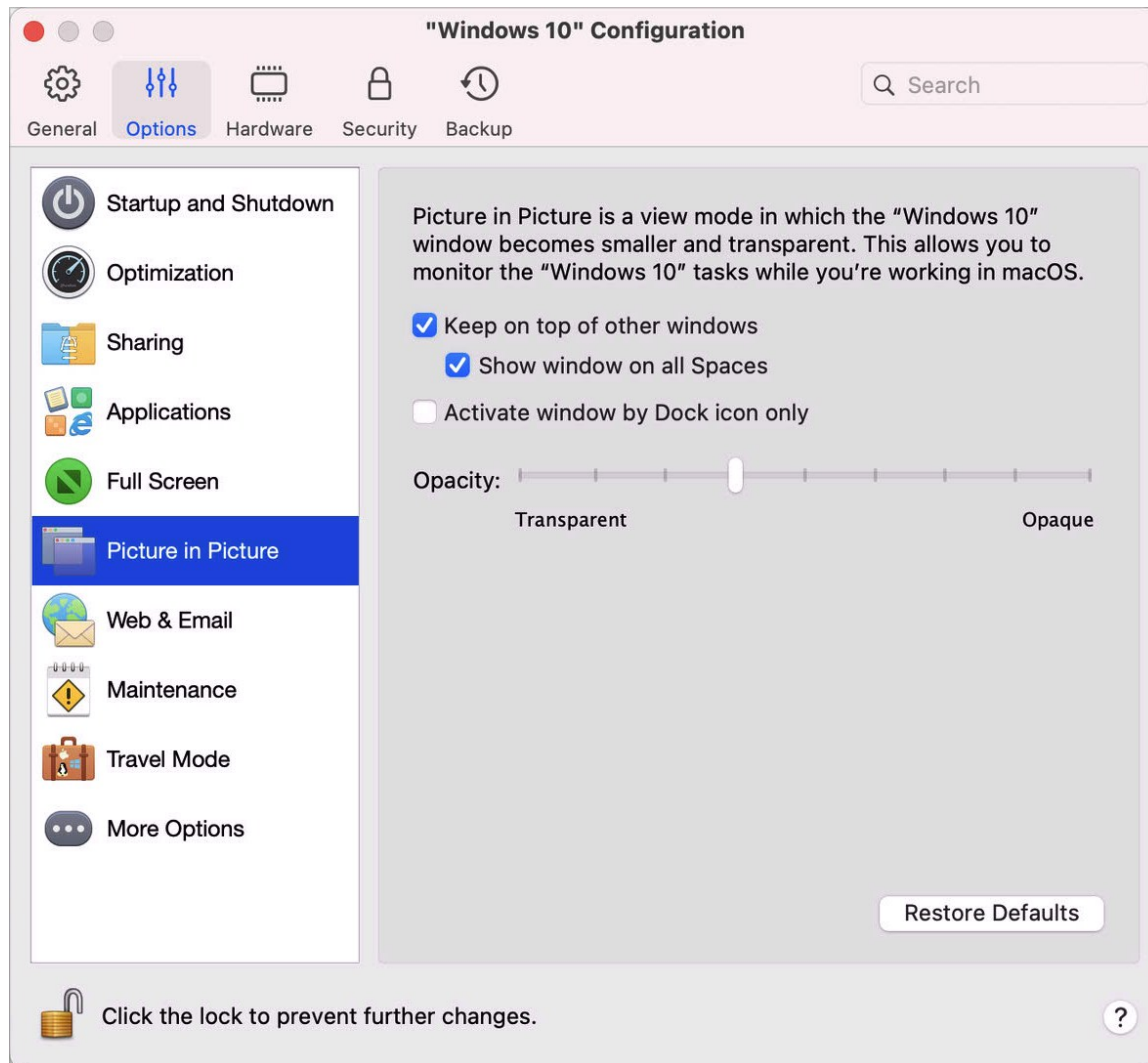 "Windows 10" Configuration
General
Options
Hardware
Security
Backup
Search
Startup and Shutdown
Optimization
Sharing
Applications
Full Screen
Picture in Picture
Web & Email
Maintenance
Travel Mode
More Options
Picture in Picture is a view mode in which the “Windows 10”
window becomes smaller and transparent. This allows you to
monitor the “Windows 10” tasks while you’re working in macOS.
Keep on top of other windows
Show window on all Spaces
Activate window by Dock icon only
Opacity:
Transparent
Opaque
Restore Defaults
Click the lock to prevent further changes.
?